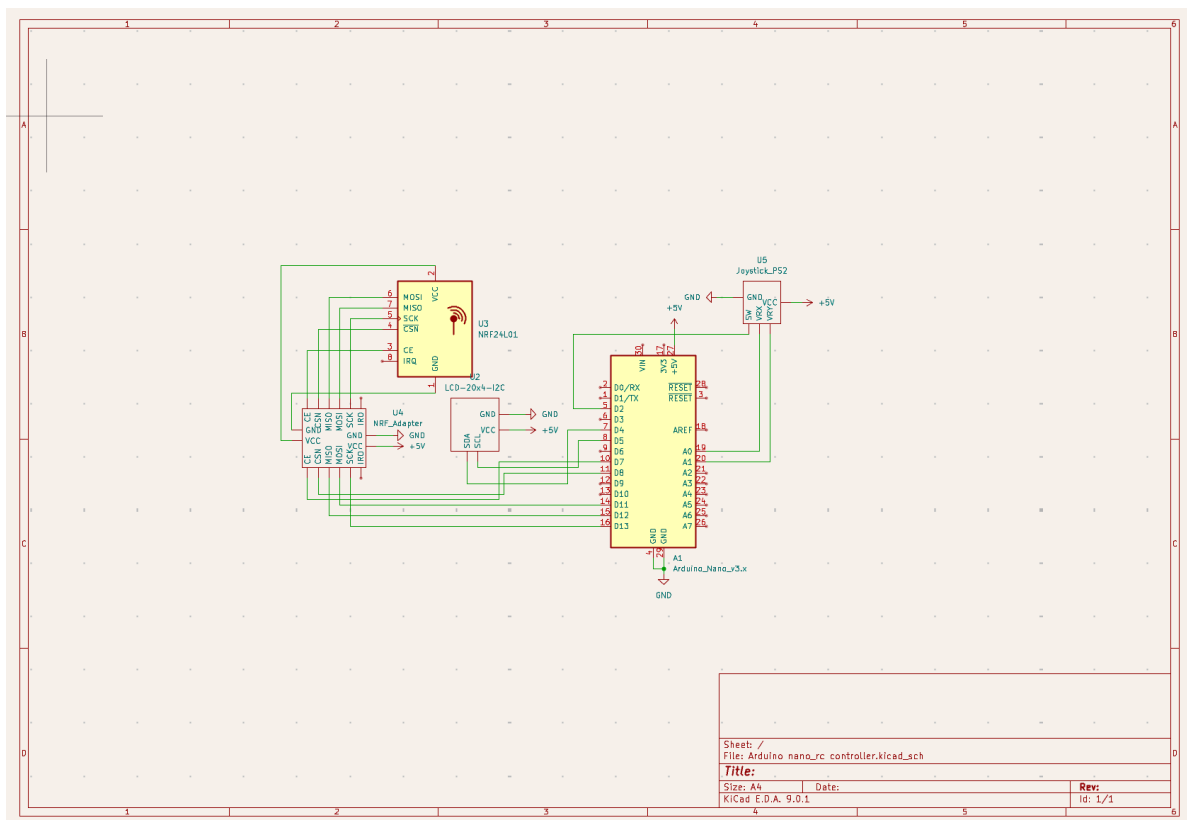 1 2 3 4 5 6
A
A
B
B
C
C
D
D
1 2 3 4 5 6
U5
Joystick_PS2
GND
GND
VCC
+5V
SW
VRX
VRY
2
VCC
6 MOSI
7 MISO
5 SCK
4 CSN
3 CE
8 IRQ
GND
1
U3
NRF24L01
U2
LCD-20x4-I2C
GND
GND
VCC
+5V
SDA
SCL
U4
NRF_Adapter
CE
CSN
MISO
MOSI
SCK
IRQ
GND
VCC
GND
GND
VCC
+5V
CE
CSN
MISO
MOSI
SCK
IRQ
+5V
30
17
27
VIN
3V3
+5V
2 D0/RX
1 D1/TX
5 D2
6 D3
7 D4
8 D5
9 D6
10 D7
11 D8
12 D9
13 D10
14 D11
15 D12
16 D13
RESET 28
RESET 3
AREF 18
A0 19
A1 20
A2 21
A3 22
A4 23
A5 24
A6 25
A7 26
GND
GND
4
29
A1
Arduino_Nano_v3.x
GND
Sheet: /
File: Arduino nano_rc controller.kicad_sch
Title:
Size: A4 Date: Rev:
KiCad E.D.A. 9.0.1 Id: 1/1